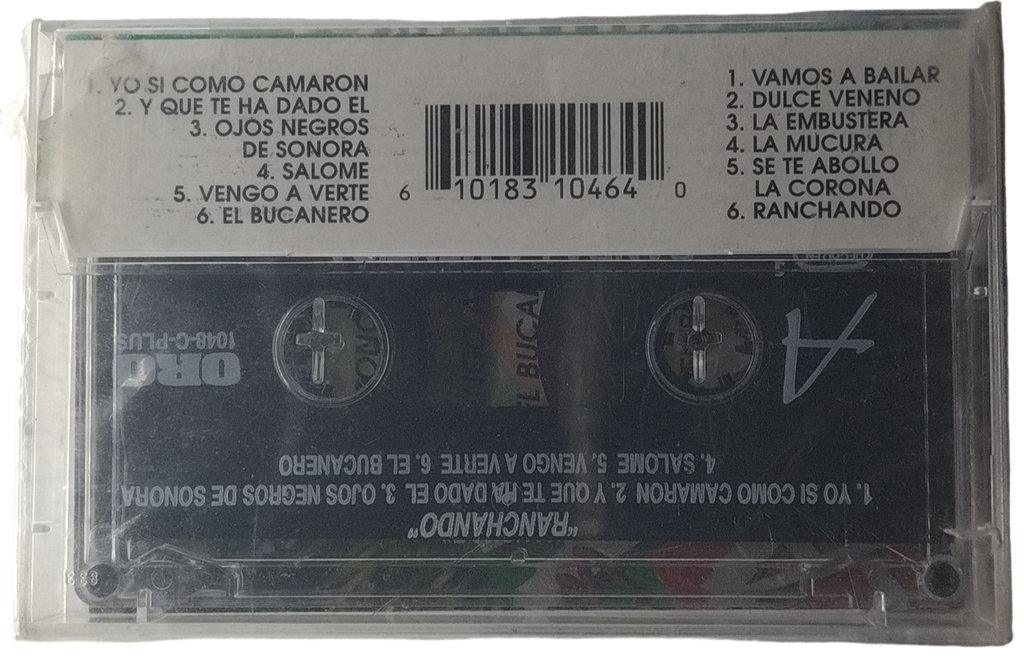 1. YO SI COMO CAMARON
2. Y QUE TE HA DADO EL
3. OJOS NEGROS
DE SONORA
4. SALOME
5. VENGO A VERTE
6. EL BUCANERO
6 10183 10464 0
1. VAMOS A BAILAR
2. DULCE VENENO
3. LA EMBUSTERA
4. LA MUCURA
5. SE TE ABOLLO
LA CORONA
6. RANCHANDO
"RANCHANDO"
1. YO SI COMO CAMARON 2. Y QUE TE HA DADO EL 3. OJOS NEGROS DE SONORA
4. SALOME 5. VENGO A VERTE 6. EL BUCANERO
A
ORO
1048-C-PLUS
EL BUCA